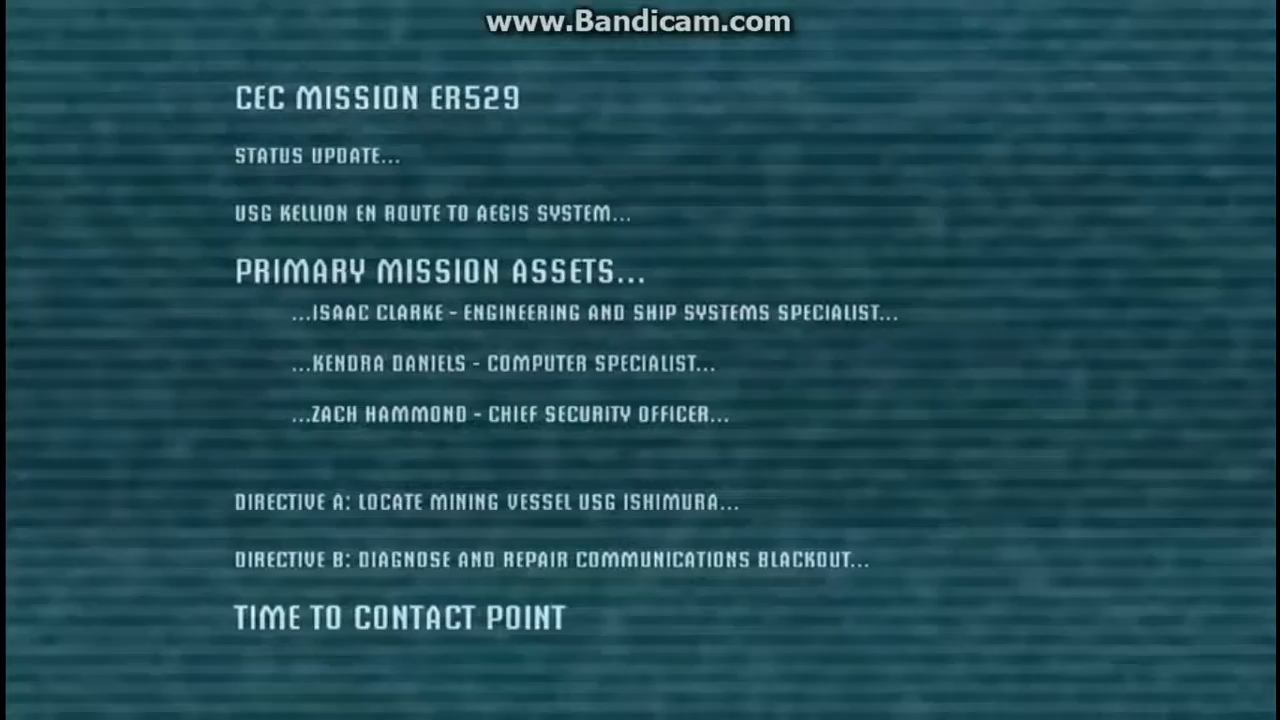 www.Bandicam.com
CEC MISSION ER529
STATUS UPDATE...
USG KELLION EN ROUTE TO AEGIS SYSTEM...
PRIMARY MISSION ASSETS...
...ISAAC CLARKE - ENGINEERING AND SHIP SYSTEMS SPECIALIST...
...KENDRA DANIELS - COMPUTER SPECIALIST...
...ZACH HAMMOND - CHIEF SECURITY OFFICER...
DIRECTIVE A: LOCATE MINING VESSEL USG ISHIMURA...
DIRECTIVE B: DIAGNOSE AND REPAIR COMMUNICATIONS BLACKOUT...
TIME TO CONTACT POINT